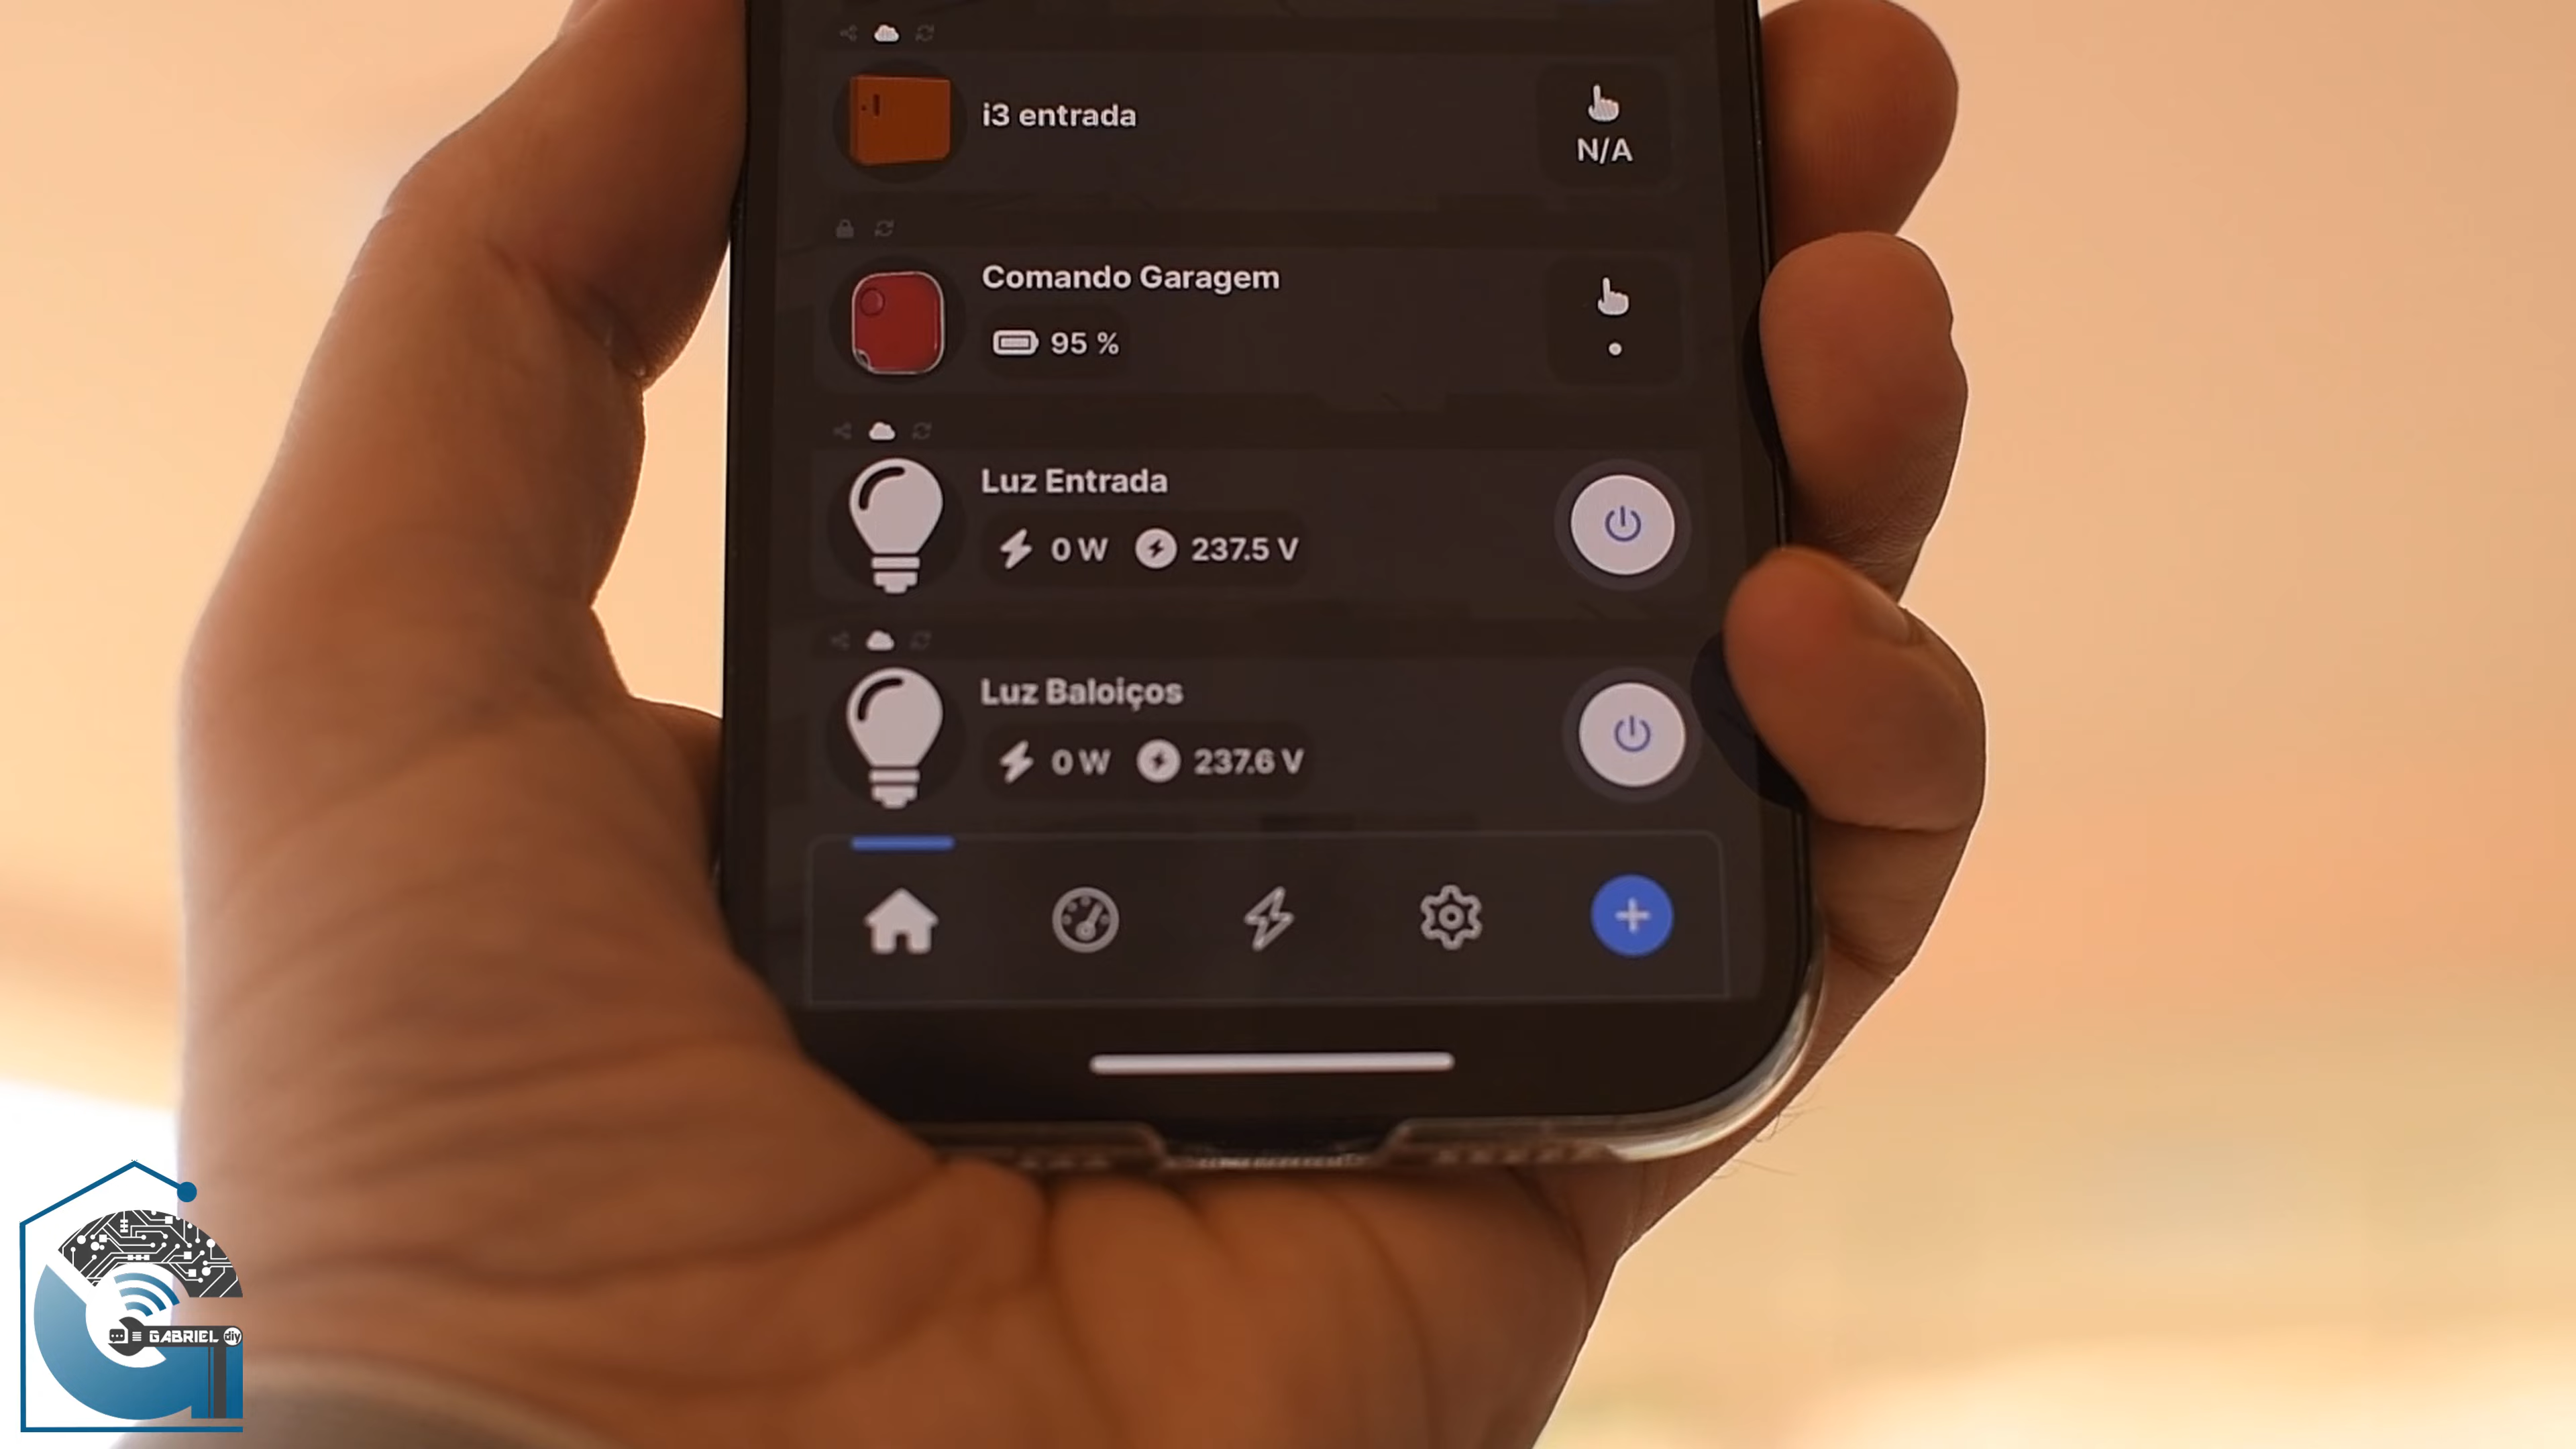 i3 entrada
N/A
Comando Garagem
95 %
Luz Entrada
0 W 237.5 V
Luz Baloiços
0 W 237.6 V
GABRIEL diy